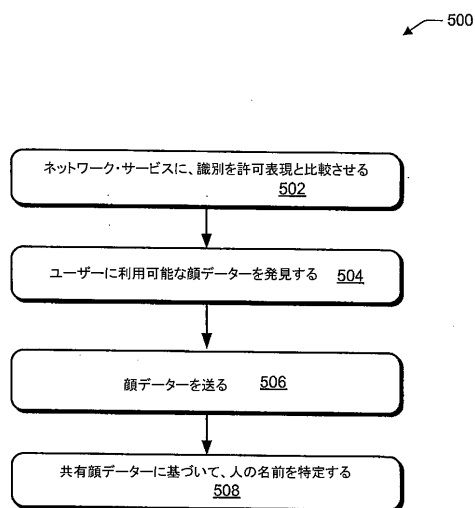 500
ネットワーク・サービスに、識別を許可表現と比較させる
502
ユーザーに利用可能な顔データーを発見する 504
顔データーを送る 506
共有顔データーに基づいて、人の名前を特定する
508